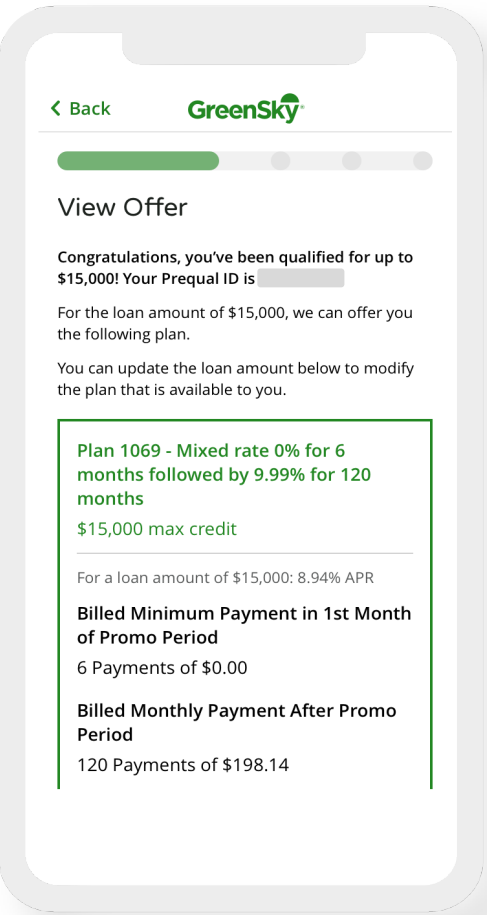 Back
GreenSky®
View Offer
Congratulations, you’ve been qualified for up to
$15,000! Your Prequal ID is
For the loan amount of $15,000, we can offer you
the following plan.
You can update the loan amount below to modify
the plan that is available to you.
Plan 1069 - Mixed rate 0% for 6
months followed by 9.99% for 120
months
$15,000 max credit
For a loan amount of $15,000: 8.94% APR
Billed Minimum Payment in 1st Month
of Promo Period
6 Payments of $0.00
Billed Monthly Payment After Promo
Period
120 Payments of $198.14